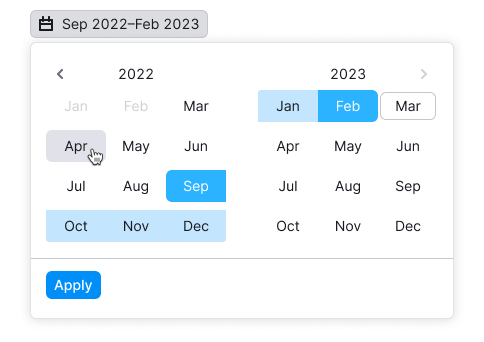 Sep 2022–Feb 2023
2022
Jan Feb Mar
Apr May Jun
Jul Aug Sep
Oct Nov Dec
2023
Jan Feb Mar
Apr May Jun
Jul Aug Sep
Oct Nov Dec
Apply